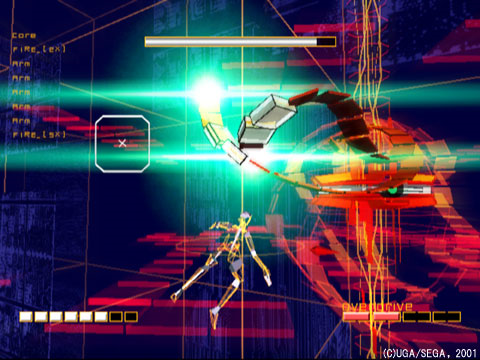 Core
FiRe_[eX]
Arm
Arm
Arm
Arm
Arm
FiRe_[sX]
overdrive
(C)UGA/SEGA, 2001